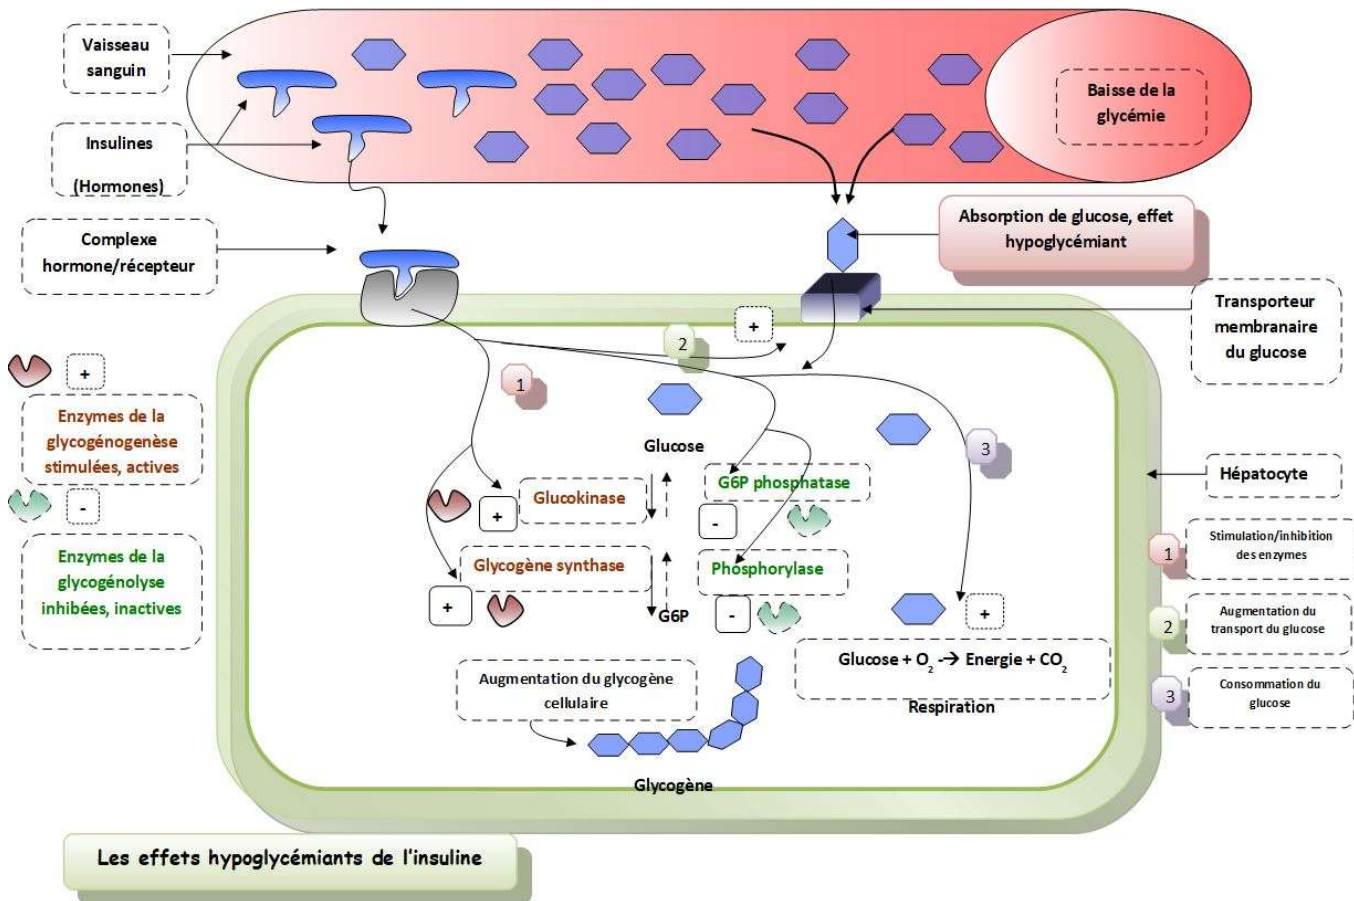 Vaisseau
sanguin
Insulines
(Hormones)
Baisse de la
glycémie
Complexe
hormone/récepteur
Absorption de glucose, effet
hypoglycémiant
Transporteur
membranaire
du glucose
+
2
1
3
+
Enzymes de la
glycogénogenèse
stimulées, actives
-
Enzymes de la
glycogénolyse
inhibées, inactives
Glucose
Glucokinase
+
G6P phosphatase
-
Glycogène synthase
+
Phosphorylase
-
G6P
+
Glucose + O2 -→ Energie + CO2
Respiration
Augmentation du glycogène
cellulaire
Glycogène
Hépatocyte
1
Stimulation/inhibition
des enzymes
2
Augmentation du
transport du glucose
3
Consommation du
glucose
Les effets hypoglycémiants de l'insuline